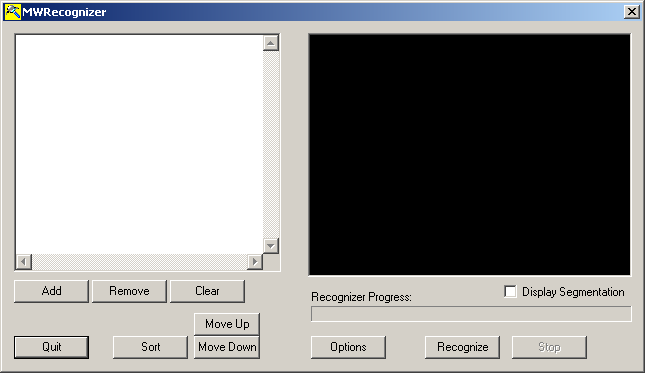 MWRecognizer
Add Remove Clear
Move Up
Quit Sort Move Down
Recognizer Progress: Display Segmentation
Options Recognize Stop